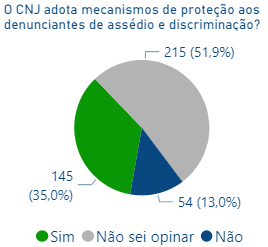 O CNJ adota mecanismos de proteção aos
denunciantes de assédio e discriminação?
215 (51,9%)
145
(35,0%)
54 (13,0%)
Sim Não sei opinar Não